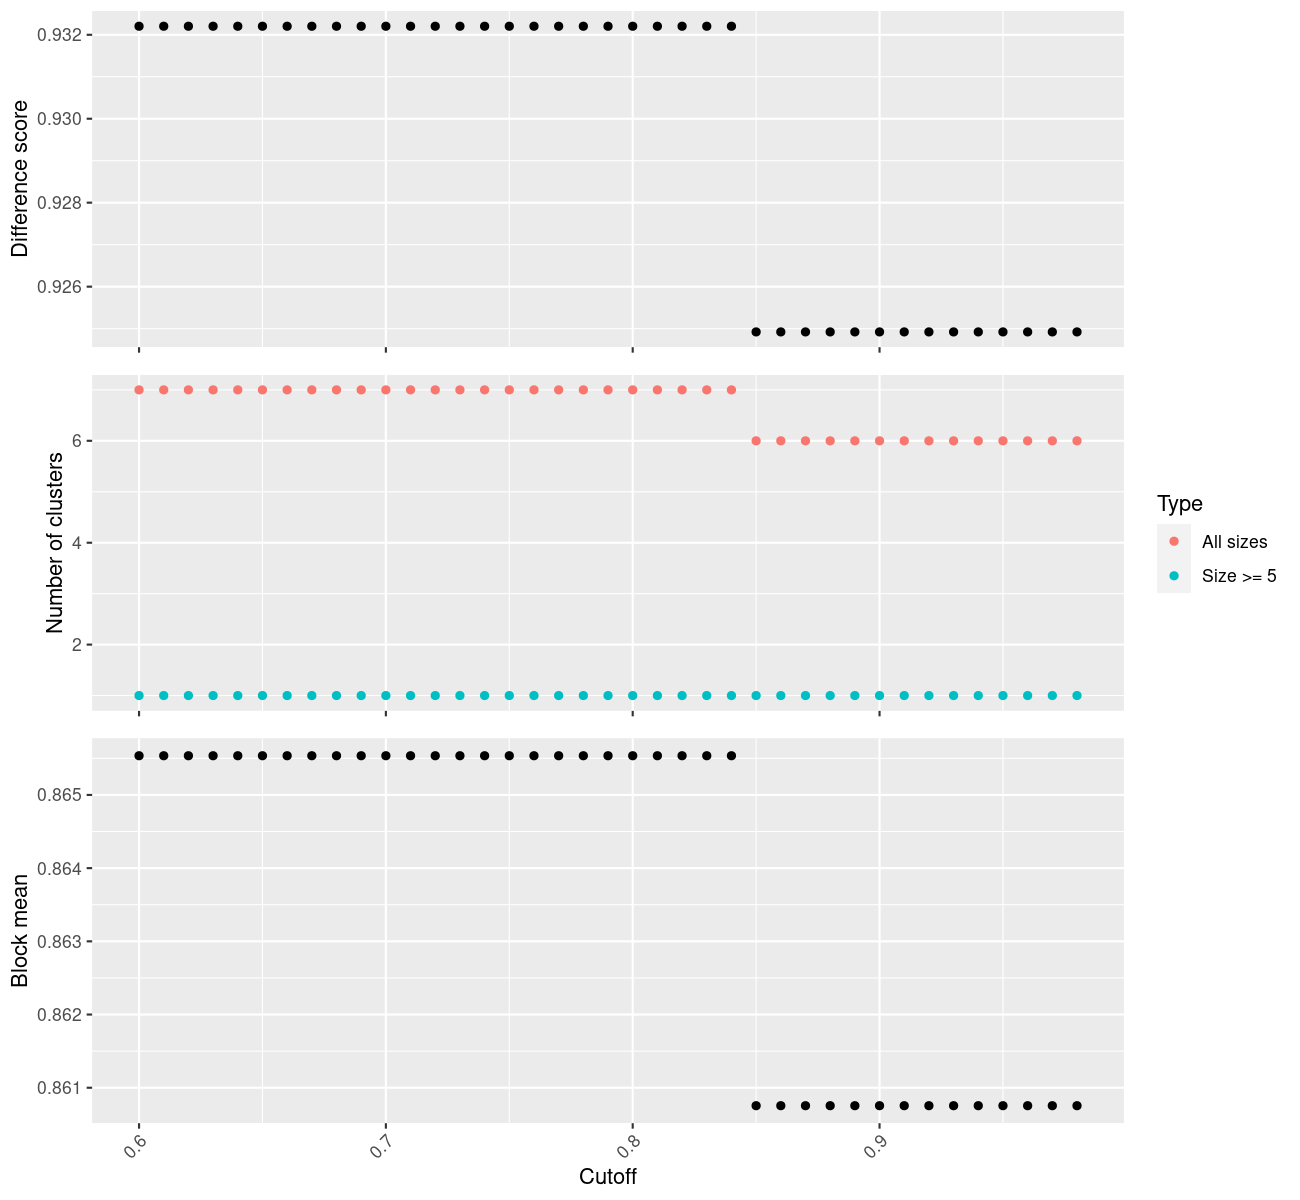 Difference score
0.932
0.930
0.928
0.926
Number of clusters
6
4
2
Type
All sizes
Size >= 5
Block mean
0.865
0.864
0.863
0.862
0.861
0.6 0.7 0.8 0.9
Cutoff